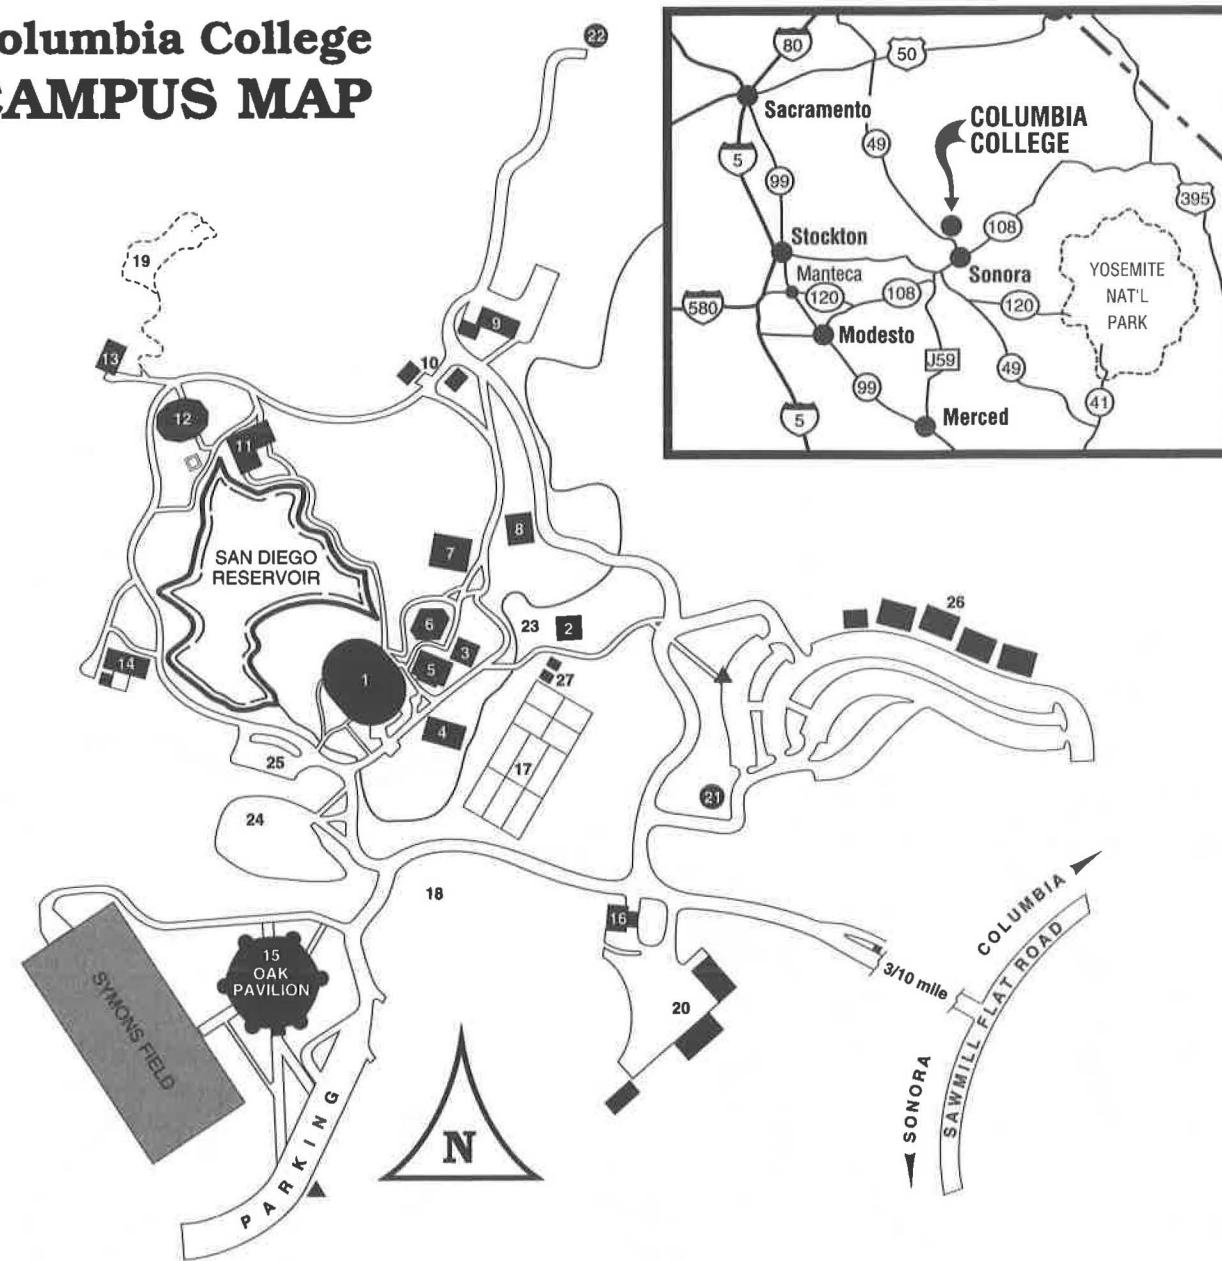 olumbia College
CAMPUS MAP
22
80
50
Sacramento
COLUMBIA
COLLEGE
49
5
99
395
108
Stockton
Sonora
YOSEMITE
NAT'L
PARK
Manteca
120
108
120
580
Modesto
J59
49
99
41
5
Merced
19
9
13
10
12
11
8
7
SAN DIEGO
RESERVOIR
6
23
2
26
3
14
5
1
27
4
25
17
21
24
18
16
COLUMBIA
15
OAK
PAVILION
SYMONS FIELD
3/10 mile
SAWMILL FLAT ROAD
20
SONORA
PARKING
N